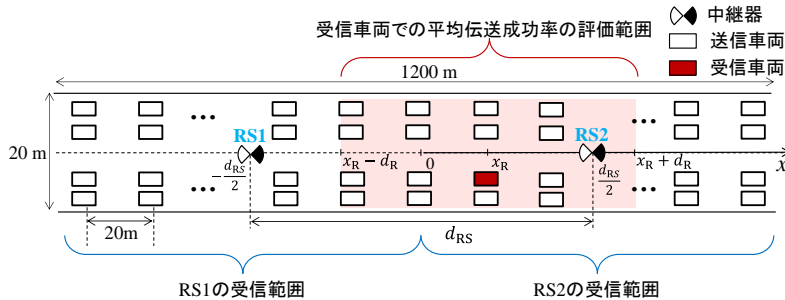 受信車両での平均伝送成功率の評価範囲
中継器
送信車両
受信車両
1200 m
20 m
RS1
RS2
...
...
...
-d_RS/2
x_R − d_R
0
x_R
d_RS/2
x_R + d_R
x
20m
d_RS
RS1の受信範囲
RS2の受信範囲